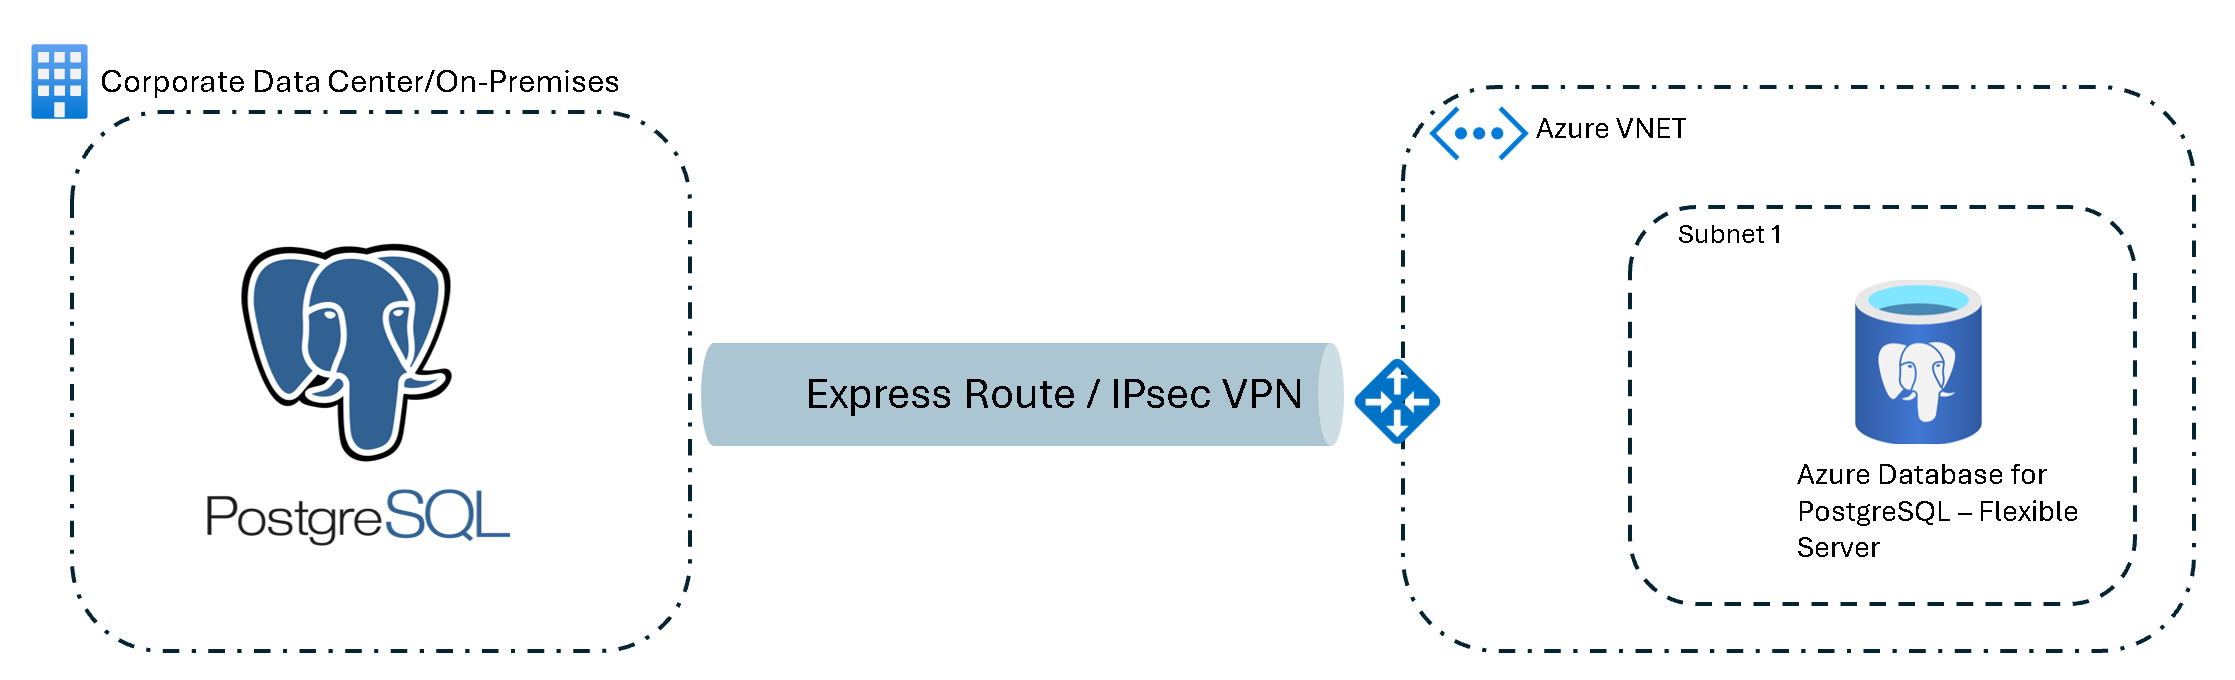 Corporate Data Center/On-Premises
PostgreSQL
Express Route / IPsec VPN
Azure VNET
Subnet 1
Azure Database for
PostgreSQL – Flexible
Server